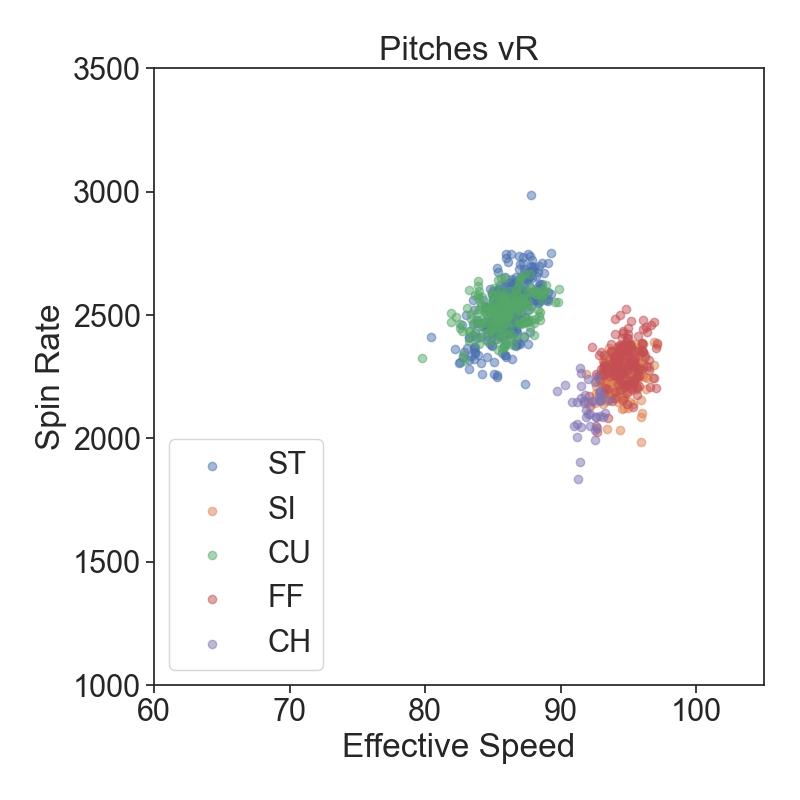 Pitches vR
3500
3000
2500
2000
1500
1000
Spin Rate
ST
SI
CU
FF
CH
60 70 80 90 100
Effective Speed